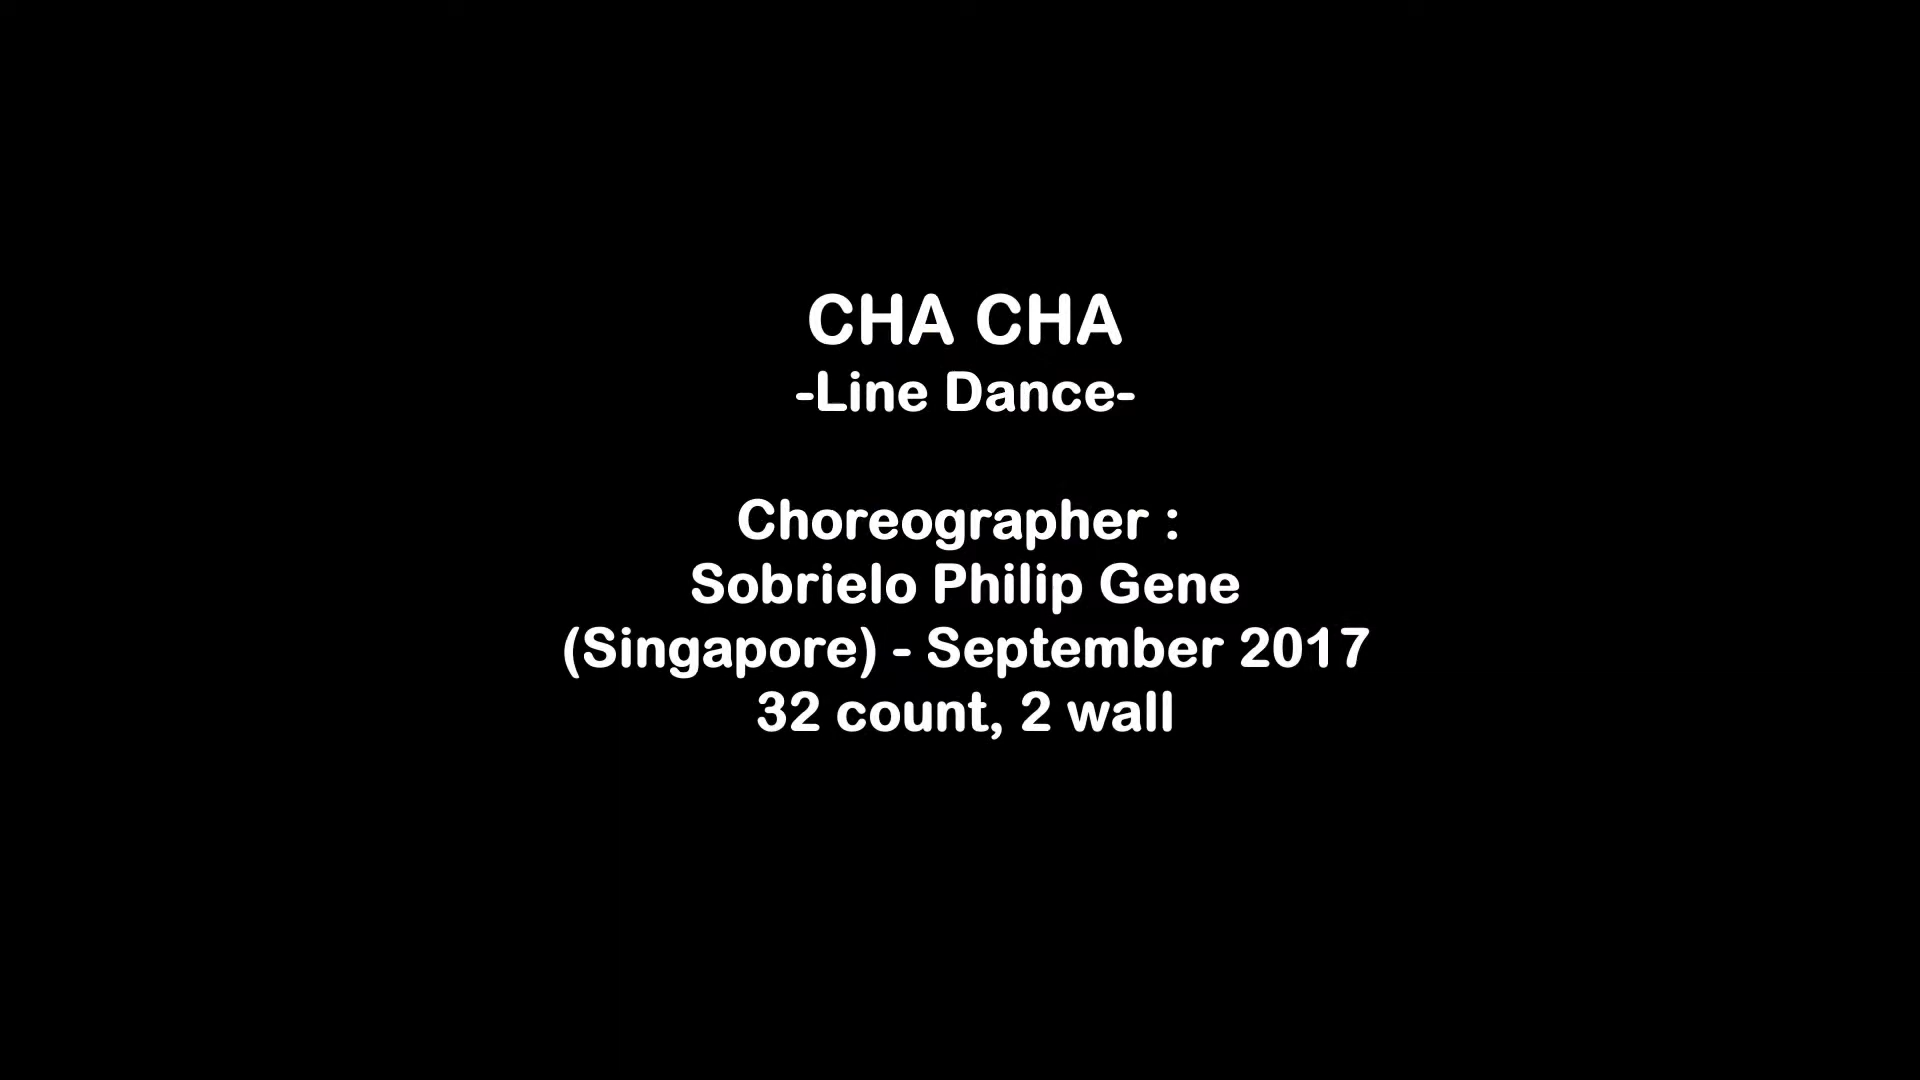 CHA CHA
-Line Dance-
Choreographer :
Sobrielo Philip Gene
(Singapore) - September 2017
32 count, 2 wall